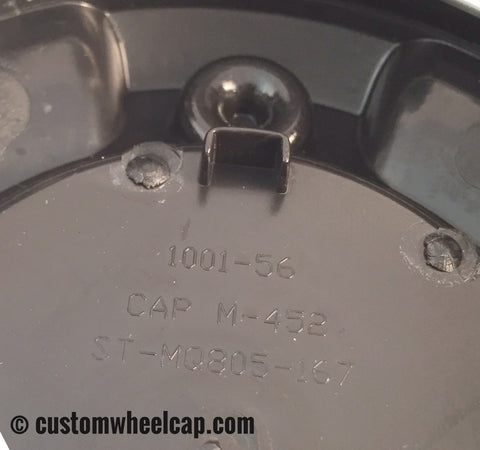 1001-56
CAP M-452
ST-MQ805-167
© customwheelcap.com